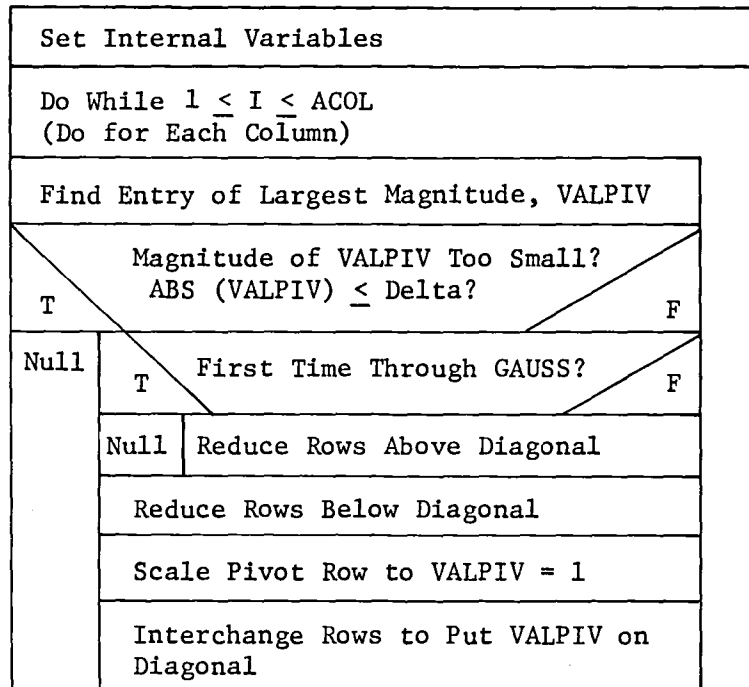 Set Internal Variables
Do While 1 ≤ I ≤ ACOL
(Do for Each Column)
Find Entry of Largest Magnitude, VALPIV
Magnitude of VALPIV Too Small?
ABS (VALPIV) ≤ Delta?
T
F
Null
First Time Through GAUSS?
T
F
Null
Reduce Rows Above Diagonal
Reduce Rows Below Diagonal
Scale Pivot Row to VALPIV = 1
Interchange Rows to Put VALPIV on
Diagonal